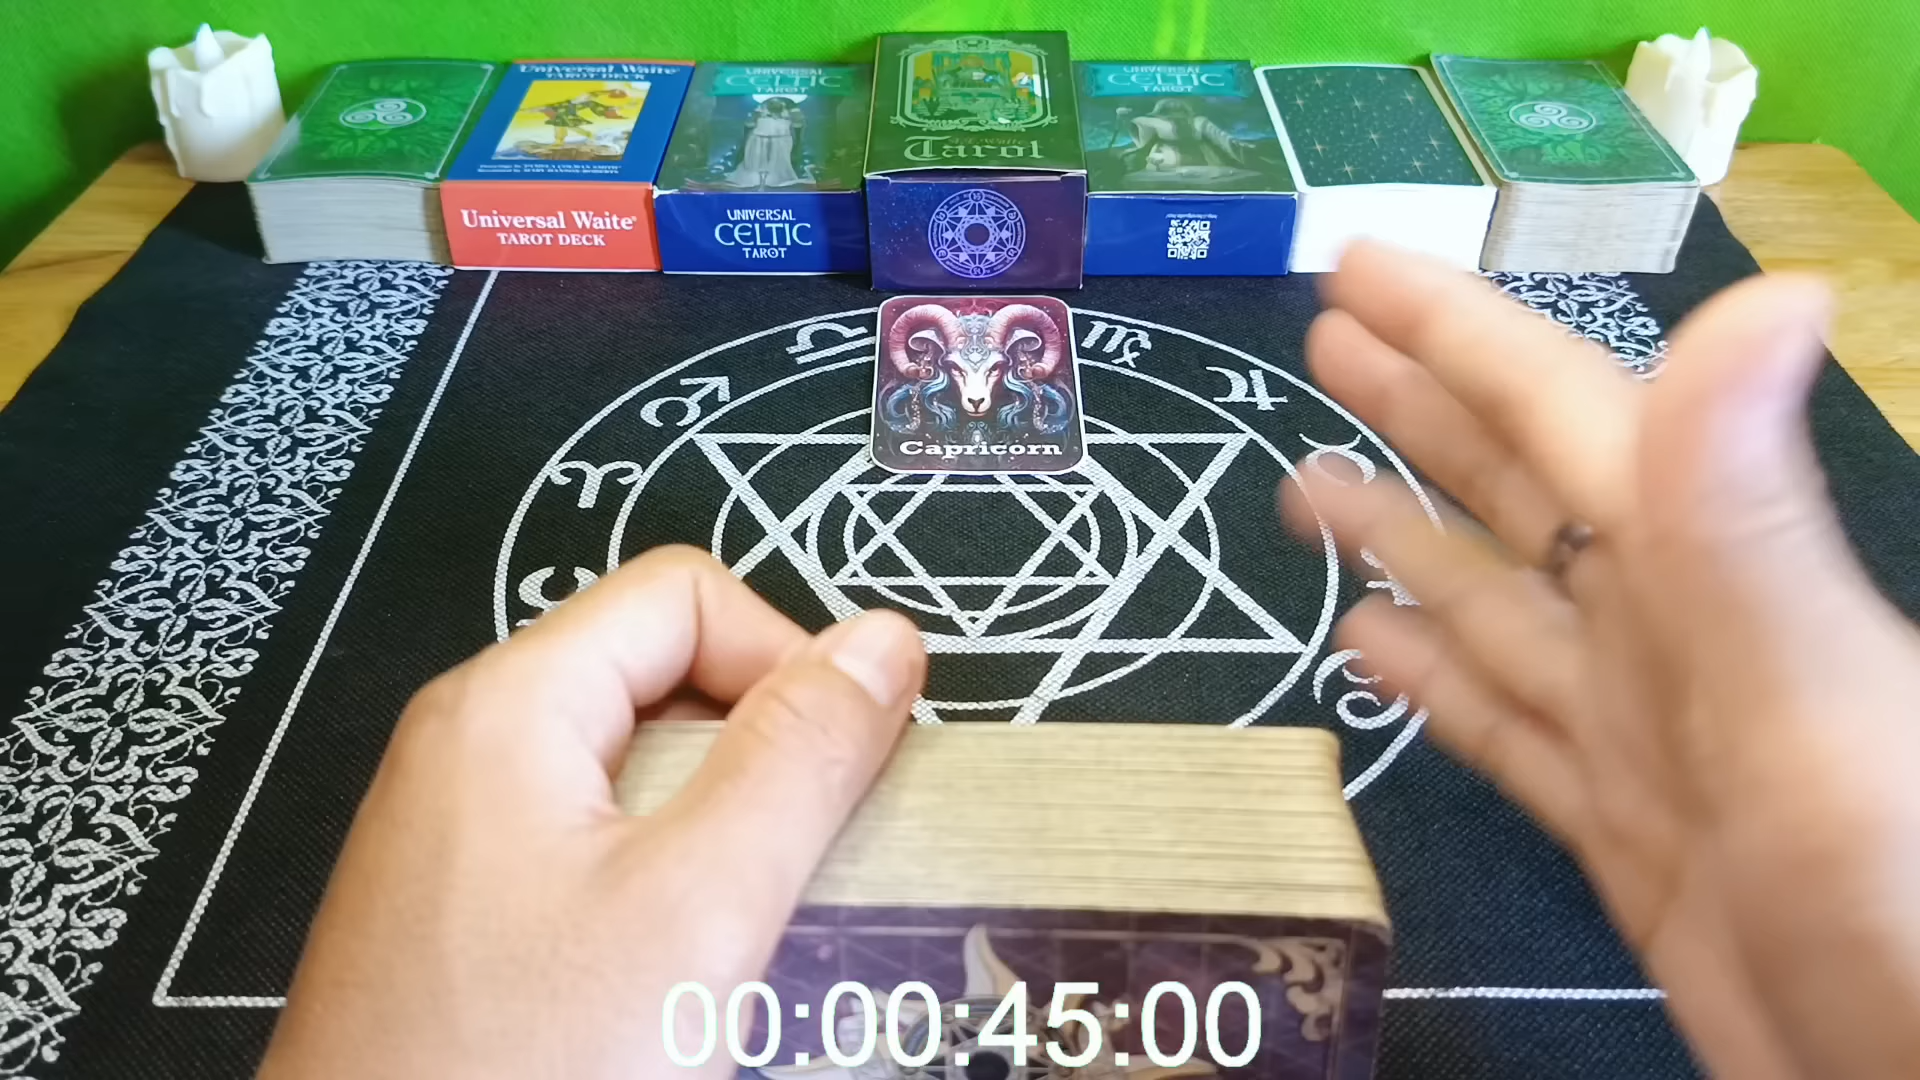 Universal Waite
TAROT DECK
Universal Waite®
TAROT DECK
UNIVERSAL
CELTIC
TAROT
UNIVERSAL
CELTIC
TAROT
Tarot
UNIVERSAL
CELTIC
TAROT
Capricorn
00:00:45:00